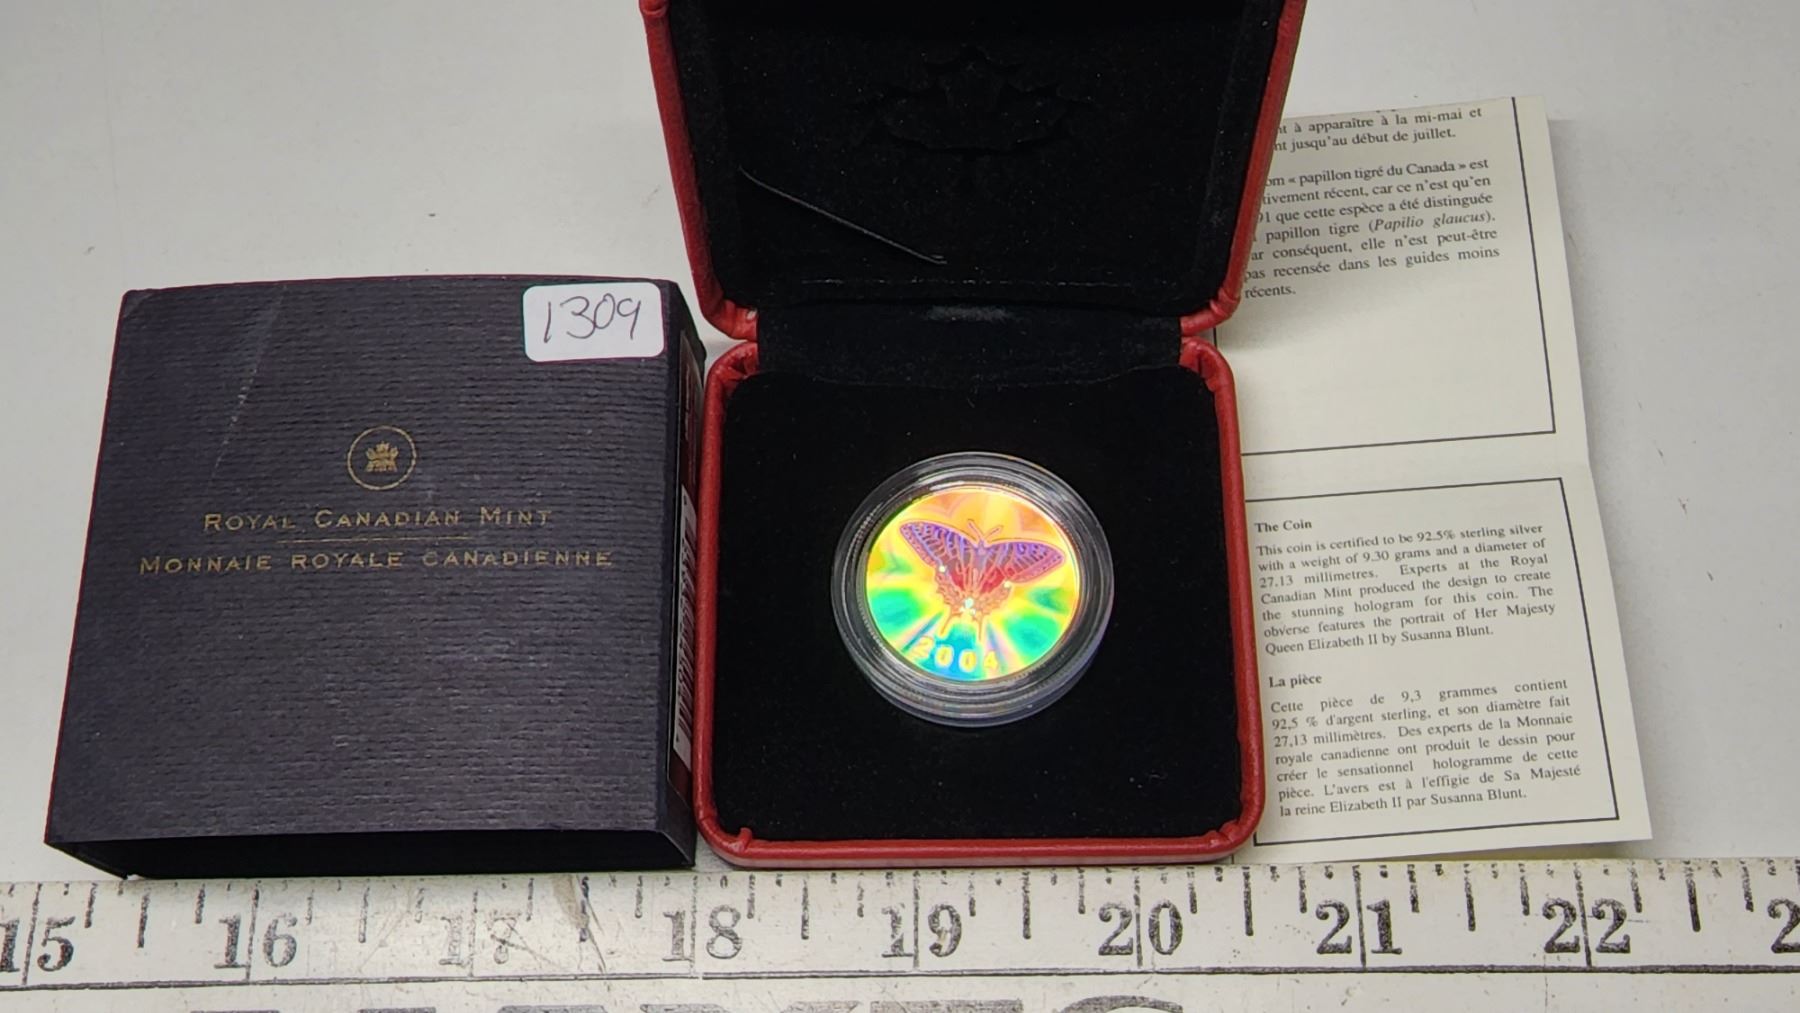 1309
ROYAL CANADIAN MINT
MONNAIE ROYALE CANADIENNE
2004
à apparaître à la mi-mai et
jusqu'au début de juillet.
« papillon tigré du Canada » est
récent, car ce n'est qu'en
que cette espèce a été distinguée
papillon tigre (Papilio glaucus).
conséquent, elle n'est peut-être
pas recensée dans les guides moins
récents.
The Coin
This coin is certified to be 92.5% sterling silver
with a weight of 9.30 grams and a diameter of
27.13 millimetres. Experts at the Royal
Canadian Mint produced the design to create
the stunning hologram for this coin. The
obverse features the portrait of Her Majesty
Queen Elizabeth II by Susanna Blunt.
La pièce
Cette pièce de 9,3 grammes contient
92,5 % d'argent sterling, et son diamètre fait
27,13 millimètres. Des experts de la Monnaie
royale canadienne ont produit le dessin pour
créer le sensationnel hologramme de cette
pièce. L'avers est à l'effigie de Sa Majesté
la reine Elizabeth II par Susanna Blunt.
15 16 17 18 19 20 21 22 2